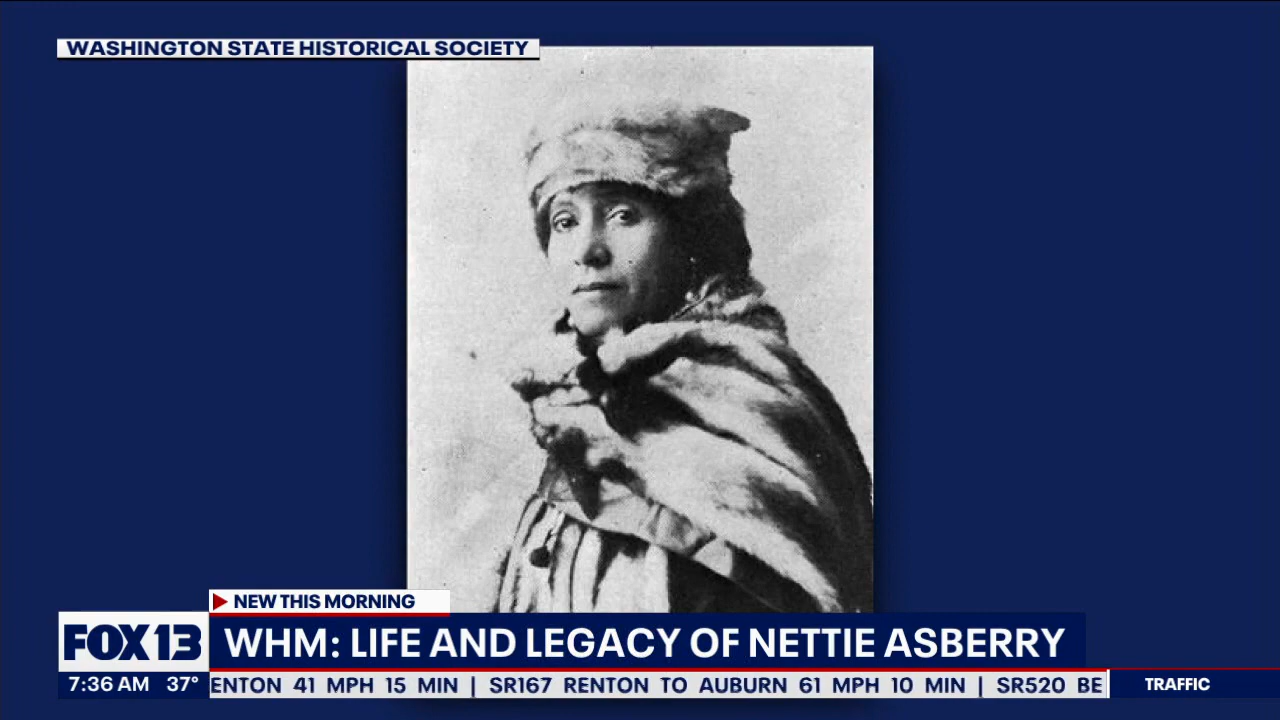 WASHINGTON STATE HISTORICAL SOCIETY
NEW THIS MORNING
FOX 13
WHM: LIFE AND LEGACY OF NETTIE ASBERRY
7:36 AM 37°
ENTON 41 MPH 15 MIN | SR167 RENTON TO AUBURN 61 MPH 10 MIN | SR520 BE
TRAFFIC